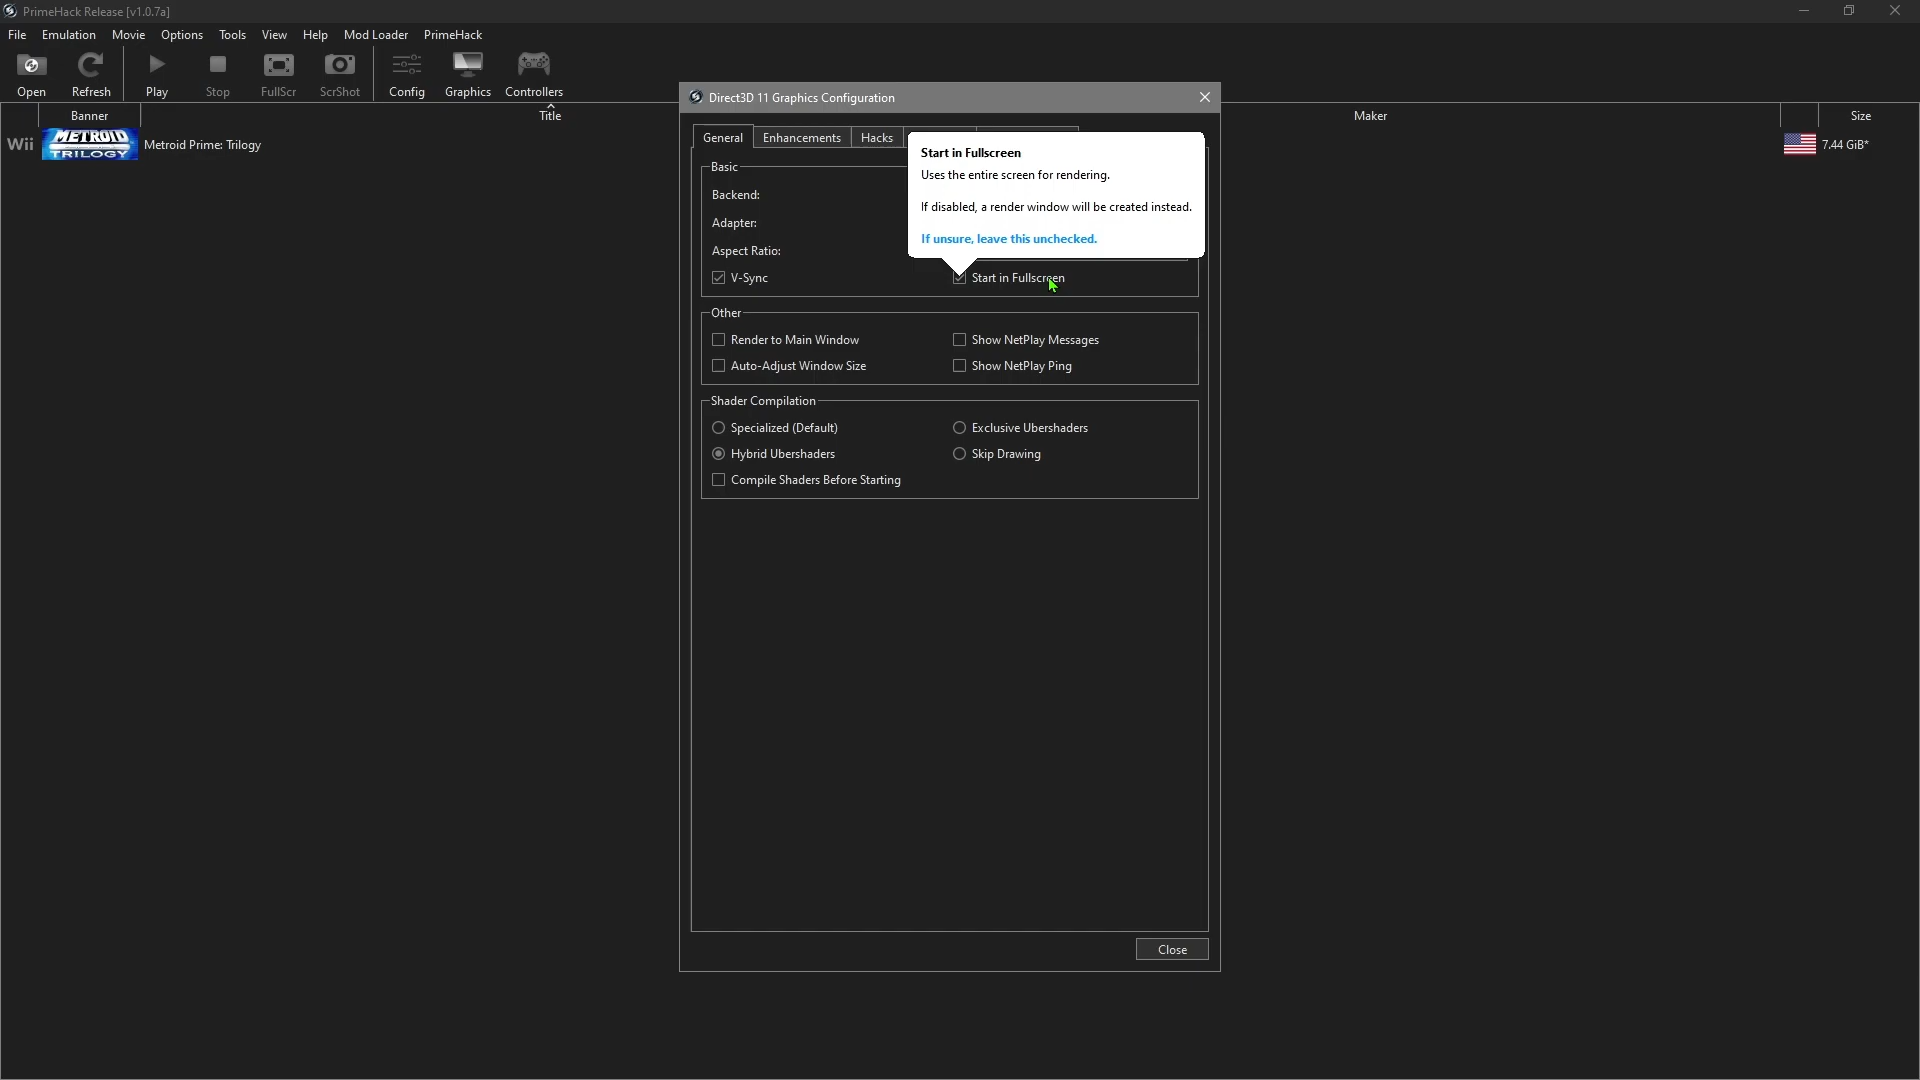 PrimeHack Release [v1.0.7a]
File Emulation Movie Options Tools View Help Mod Loader PrimeHack
Open Refresh Play Stop FullScr ScrShot Config Graphics Controllers
Banner Title Maker Size
Wii METROID
TRILOGY
Metroid Prime: Trilogy 7.44 GiB*
Direct3D 11 Graphics Configuration
General Enhancements Hacks
Start in Fullscreen
Uses the entire screen for rendering.
If disabled, a render window will be created instead.
If unsure, leave this unchecked.
Basic
Backend:
Adapter:
Aspect Ratio:
V-Sync Start in Fullscreen
Other
Render to Main Window Show NetPlay Messages
Auto-Adjust Window Size Show NetPlay Ping
Shader Compilation
Specialized (Default) Exclusive Ubershaders
Hybrid Ubershaders Skip Drawing
Compile Shaders Before Starting
Close